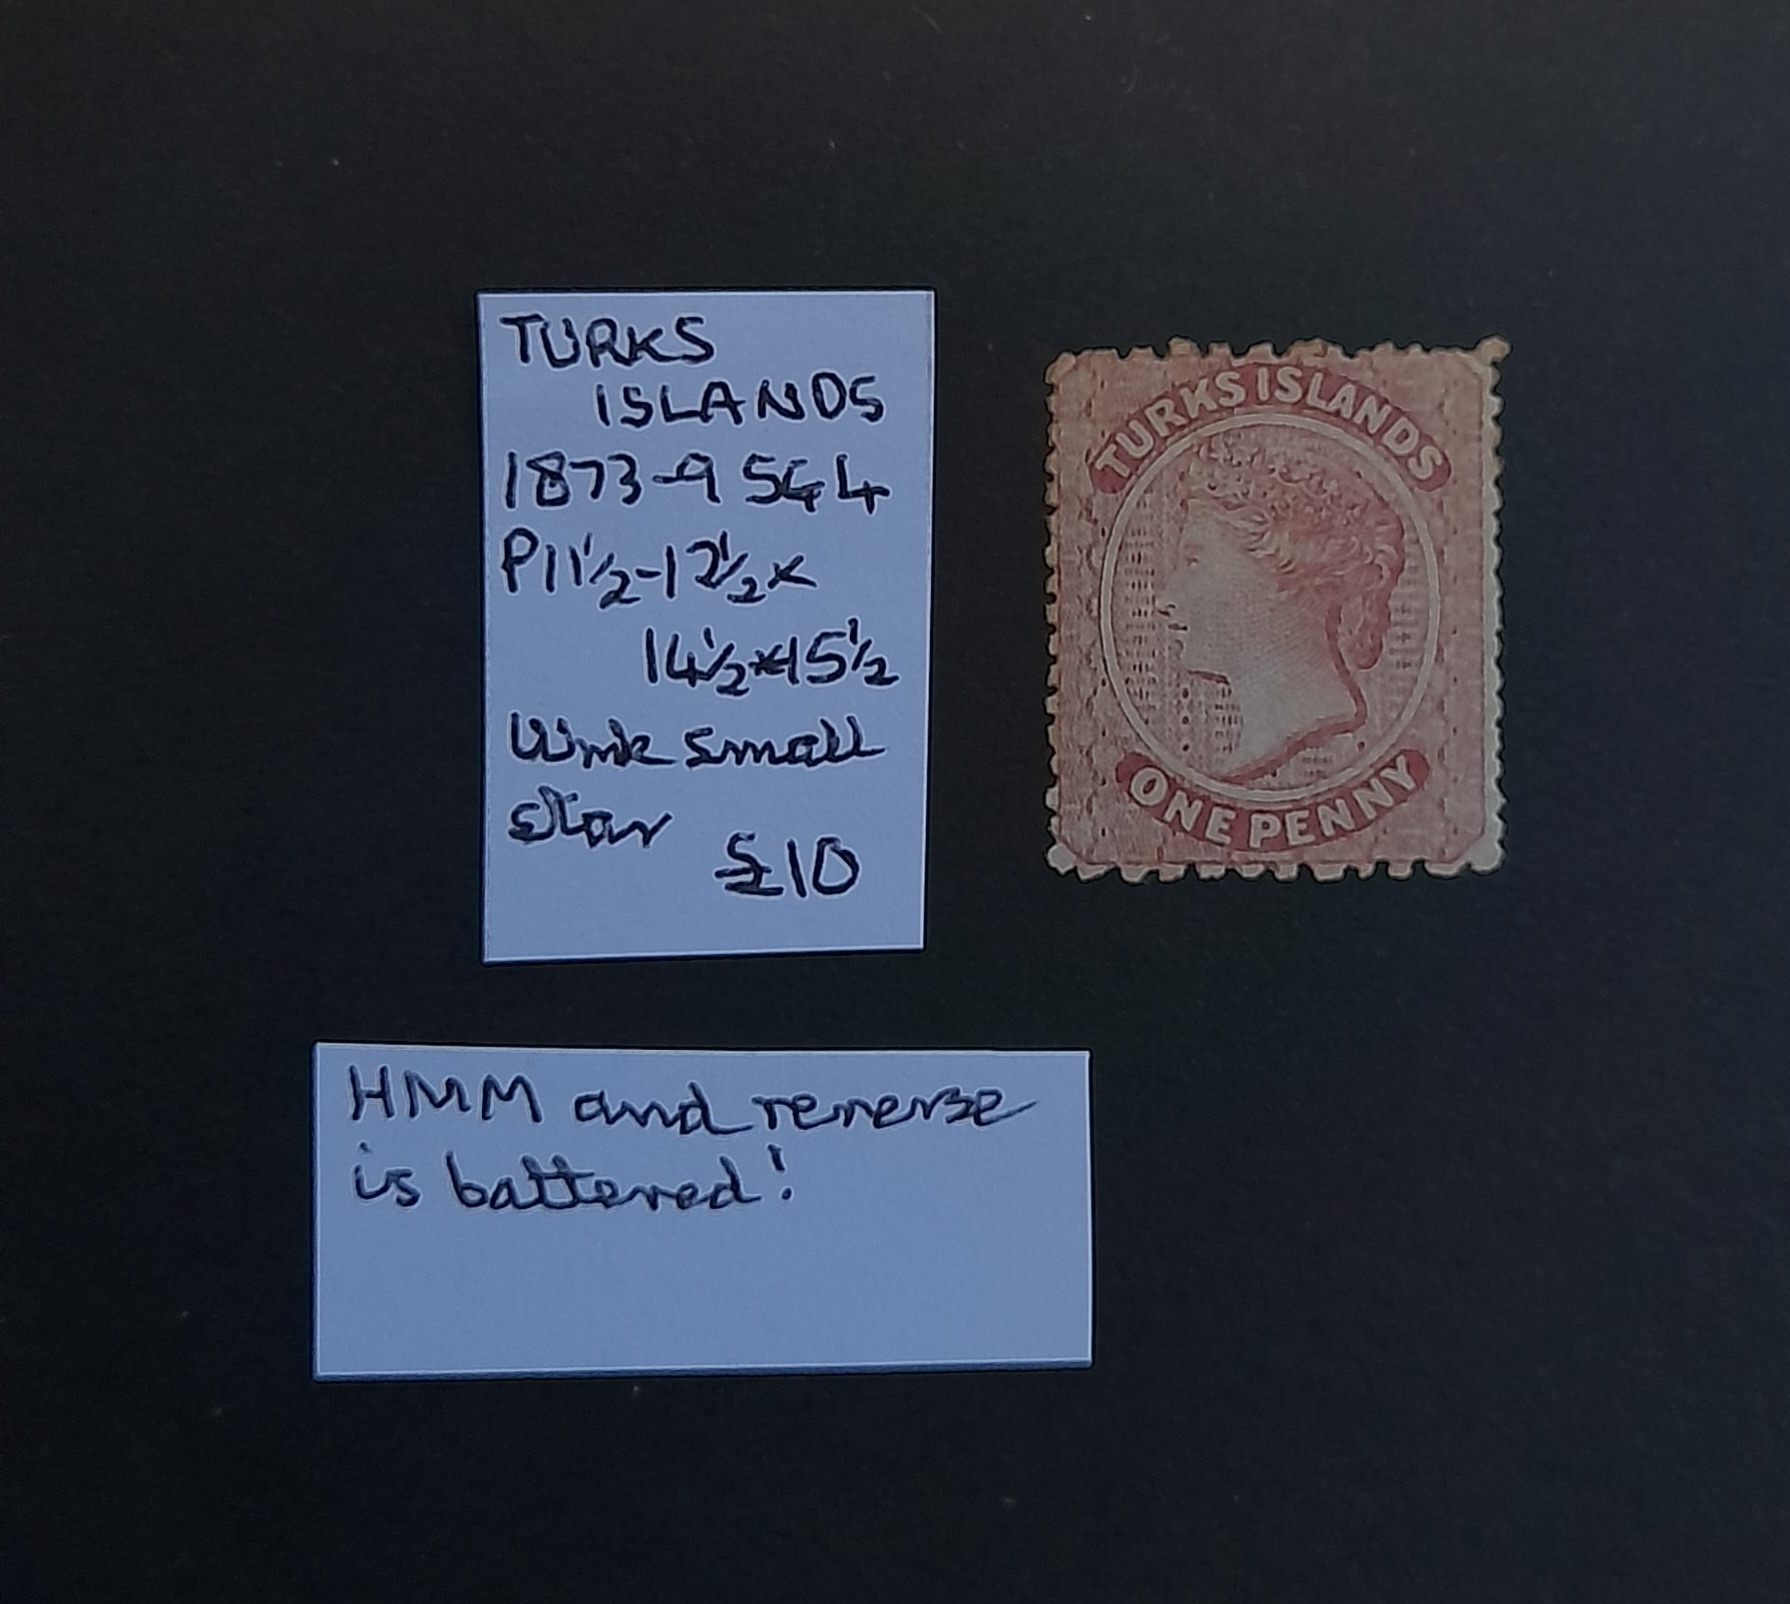 TURKS
ISLANDS
1873-9 SG4
P11½-12½x
14½x15½
Wmk small
star
£10
TURKS ISLANDS
ONE PENNY
HMM and reverse
is battered!